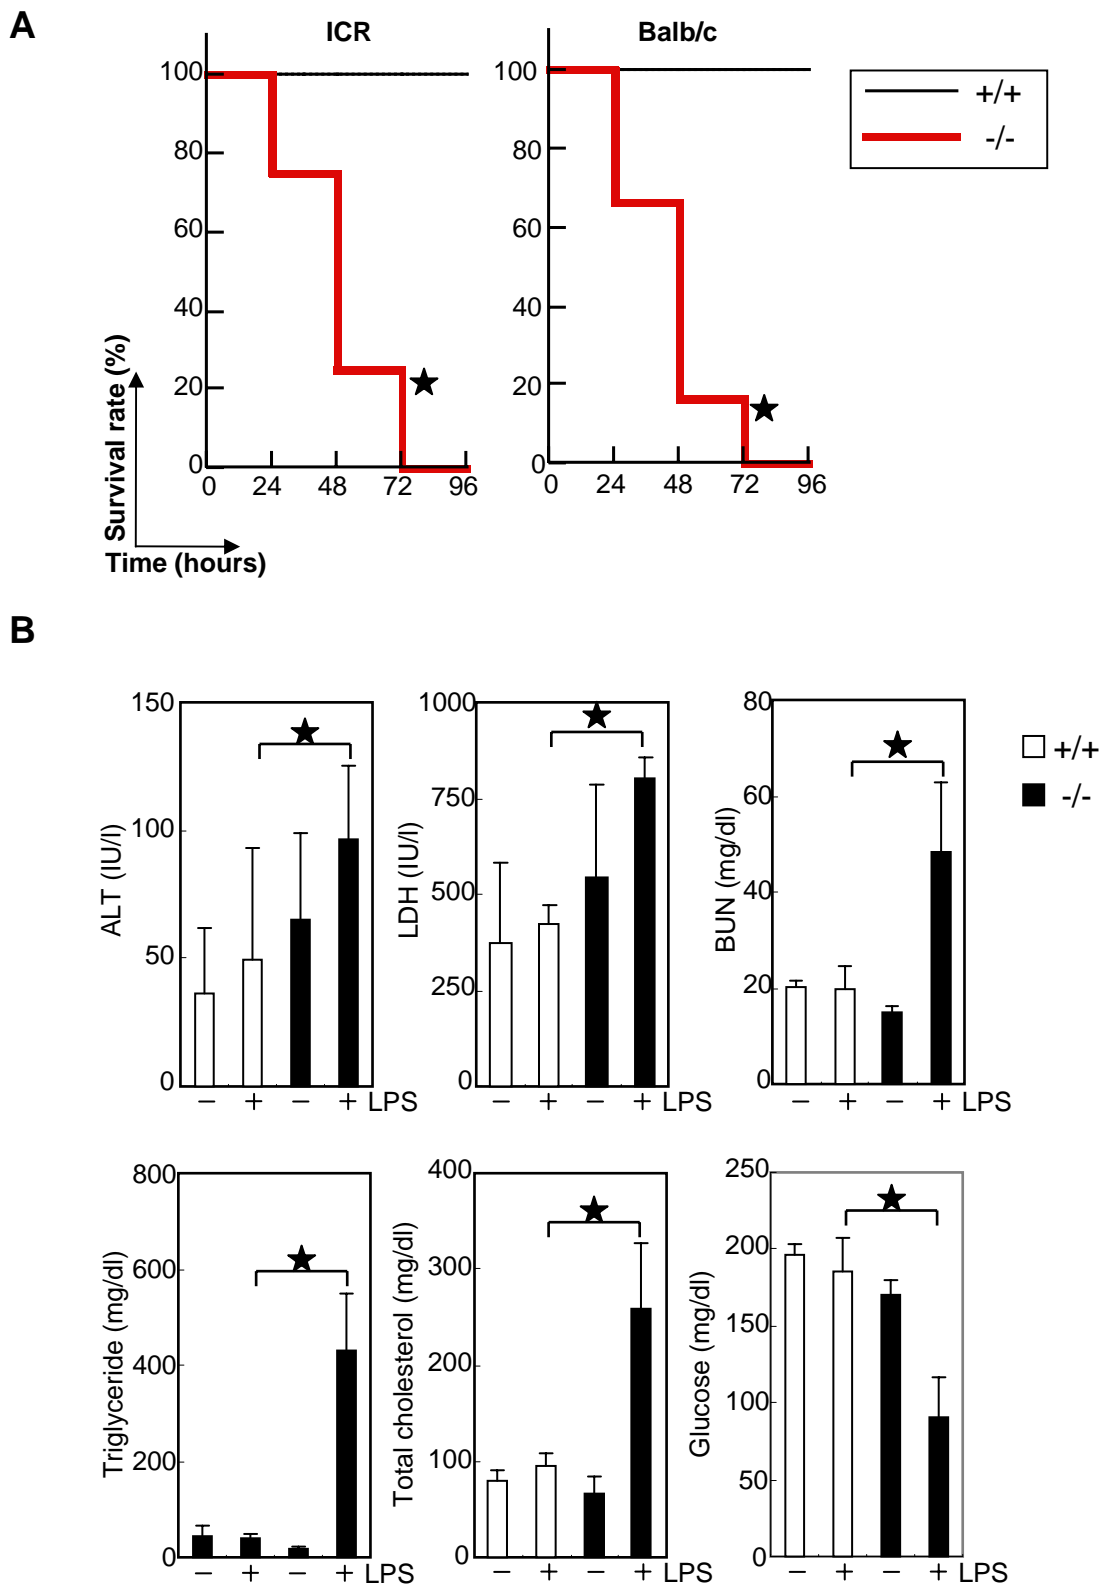 A
ICR
Balb/c
100
80
60
40
20
0
0 24 48 72 96
100
80
60
40
20
0
0 24 48 72 96
+/+
-/-
Survival rate (%)
Time (hours)
B
150
100
50
0
ALT (IU/l)
− + − + LPS
1000
750
500
250
0
LDH (IU/l)
− + − + LPS
80
60
40
20
0
BUN (mg/dl)
− + − + LPS
+/+
-/-
800
600
400
200
0
Triglyceride (mg/dl)
− + − + LPS
400
300
200
100
0
Total cholesterol (mg/dl)
− + − + LPS
250
200
150
100
50
0
Glucose (mg/dl)
− + − + LPS